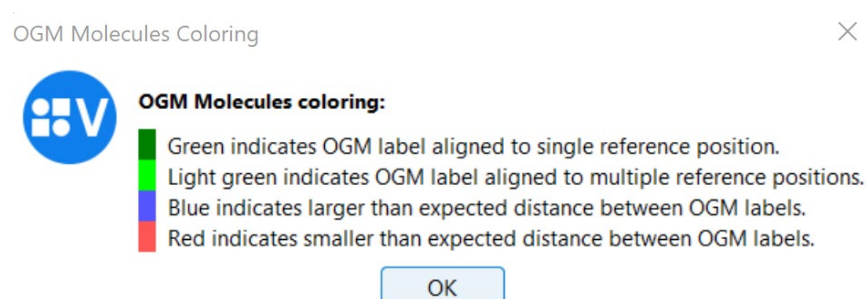 OGM Molecules Coloring
V
OGM Molecules coloring:
Green indicates OGM label aligned to single reference position.
Light green indicates OGM label aligned to multiple reference positions.
Blue indicates larger than expected distance between OGM labels.
Red indicates smaller than expected distance between OGM labels.
OK